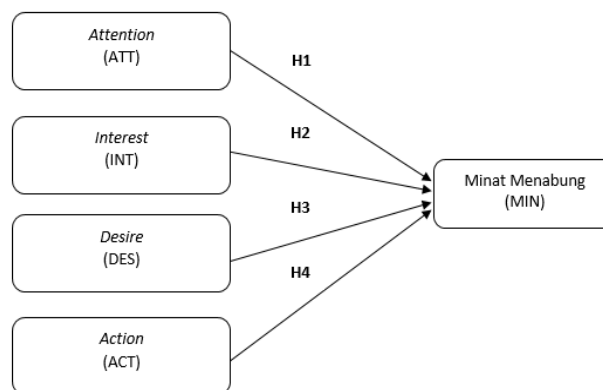 Attention
(ATT)
H1
Interest
(INT)
H2
Minat Menabung
(MIN)
Desire
(DES)
H3
H4
Action
(ACT)